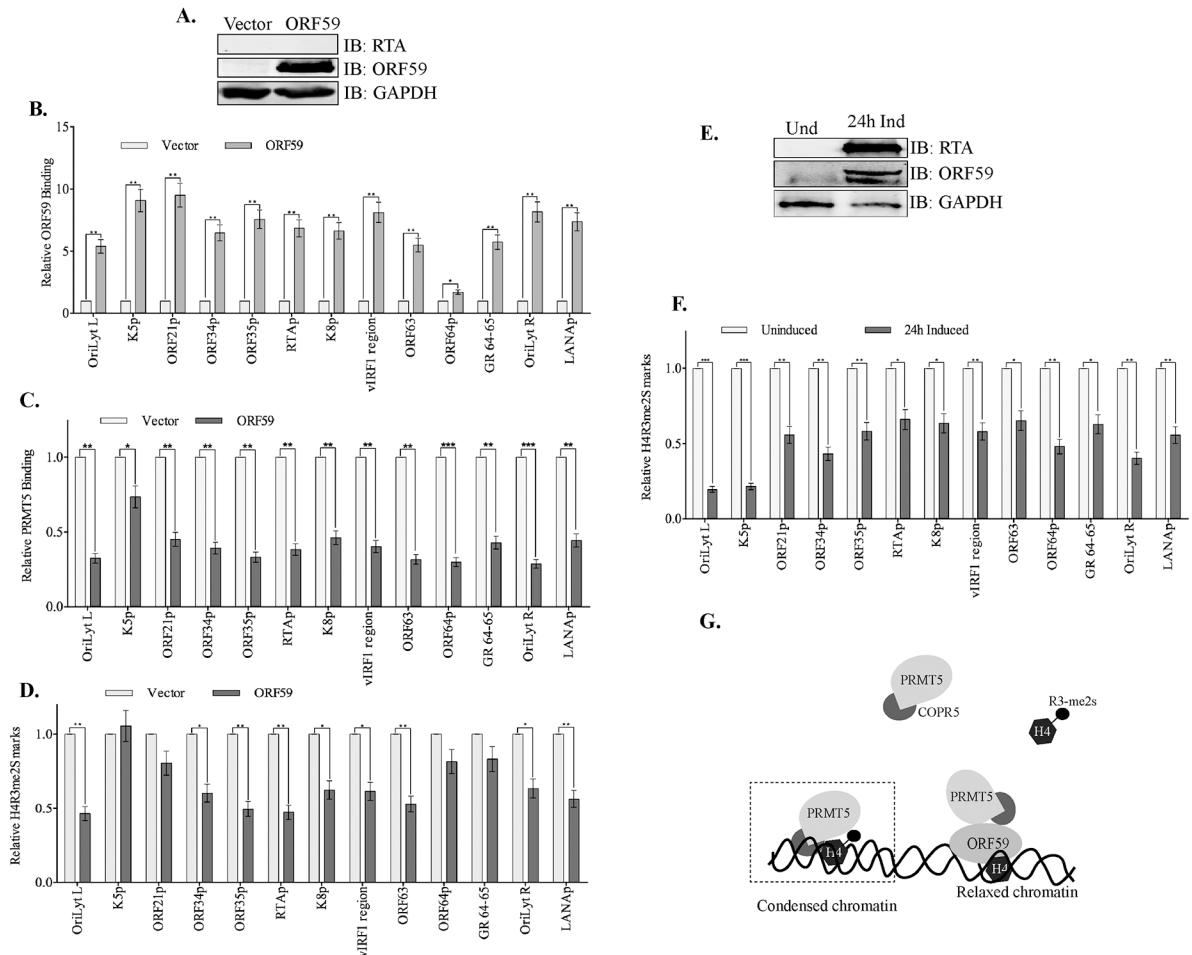 A.
Vector ORF59
IB: RTA
IB: ORF59
IB: GAPDH
B.
Relative ORF59 Binding
15
10
5
0
Vector ORF59
** ** ** ** ** ** ** ** ** * ** ** **
OriLyt L K5p ORF21p ORF34p ORF35p RTAp K8p vIRF1 region ORF63 ORF64p GR 64-65 OriLyt R LANAp
C.
Relative PRMT5 Binding
1.0
0.5
0.0
Vector ORF59
** * ** ** ** ** ** ** ** *** ** *** **
OriLyt L K5p ORF21p ORF34p ORF35p RTAp K8p vIRF1 region ORF63 ORF64p GR 64-65 OriLyt R LANAp
D.
Relative H4R3me2S marks
1.0
0.5
0.0
Vector ORF59
** * ** ** * * ** * **
OriLyt L K5p ORF21p ORF34p ORF35p RTAp K8p vIRF1 region ORF63 ORF64p GR 64-65 OriLyt R LANAp
E.
Und 24h Ind
IB: RTA
IB: ORF59
IB: GAPDH
F.
Relative H4R3me2S marks
1.0
0.5
0.0
Uninduced 24h Induced
*** *** ** ** ** * * ** * ** * ** **
OriLyt L K5p ORF21p ORF34p ORF35p RTAp K8p vIRF1 region ORF63 ORF64p GR 64-65 OriLyt R LANAp
G.
PRMT5
COPR5
R3-me2s
H4
PRMT5
H4
PRMT5
ORF59
H4
Condensed chromatin
Relaxed chromatin